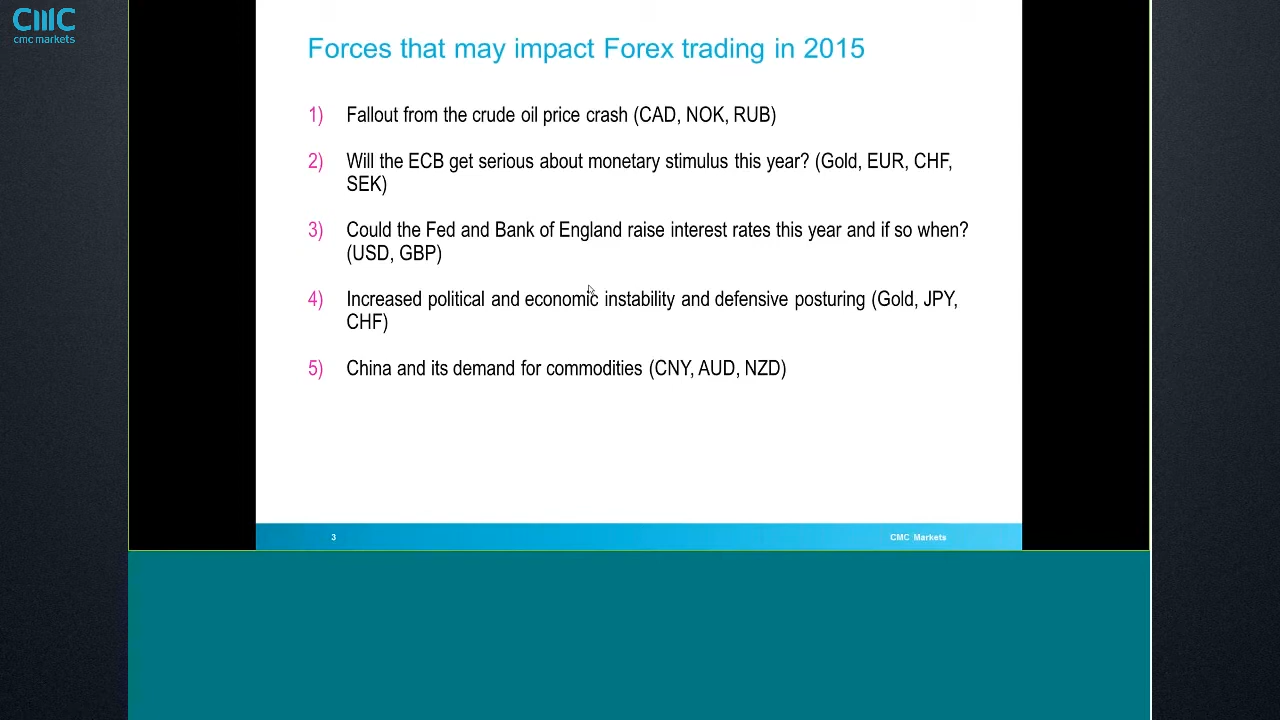 CMC
cmc markets
Forces that may impact Forex trading in 2015
1) Fallout from the crude oil price crash (CAD, NOK, RUB)
2) Will the ECB get serious about monetary stimulus this year? (Gold, EUR, CHF,
SEK)
3) Could the Fed and Bank of England raise interest rates this year and if so when?
(USD, GBP)
4) Increased political and economic instability and defensive posturing (Gold, JPY,
CHF)
5) China and its demand for commodities (CNY, AUD, NZD)
3 CMC Markets